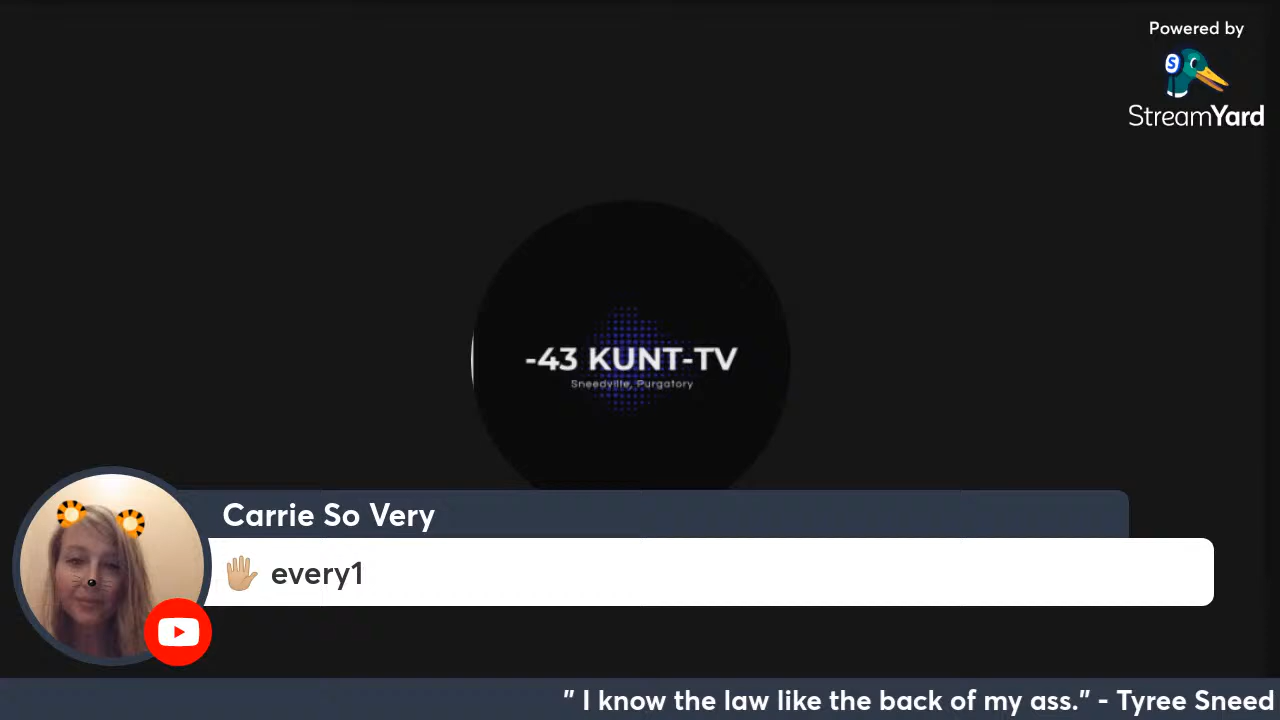 Powered by
S
StreamYard
-43 KUNT-TV
Sneedville, Purgatory
Carrie So Very
🖐🏼 every1
" I know the law like the back of my ass." - Tyree Sneed